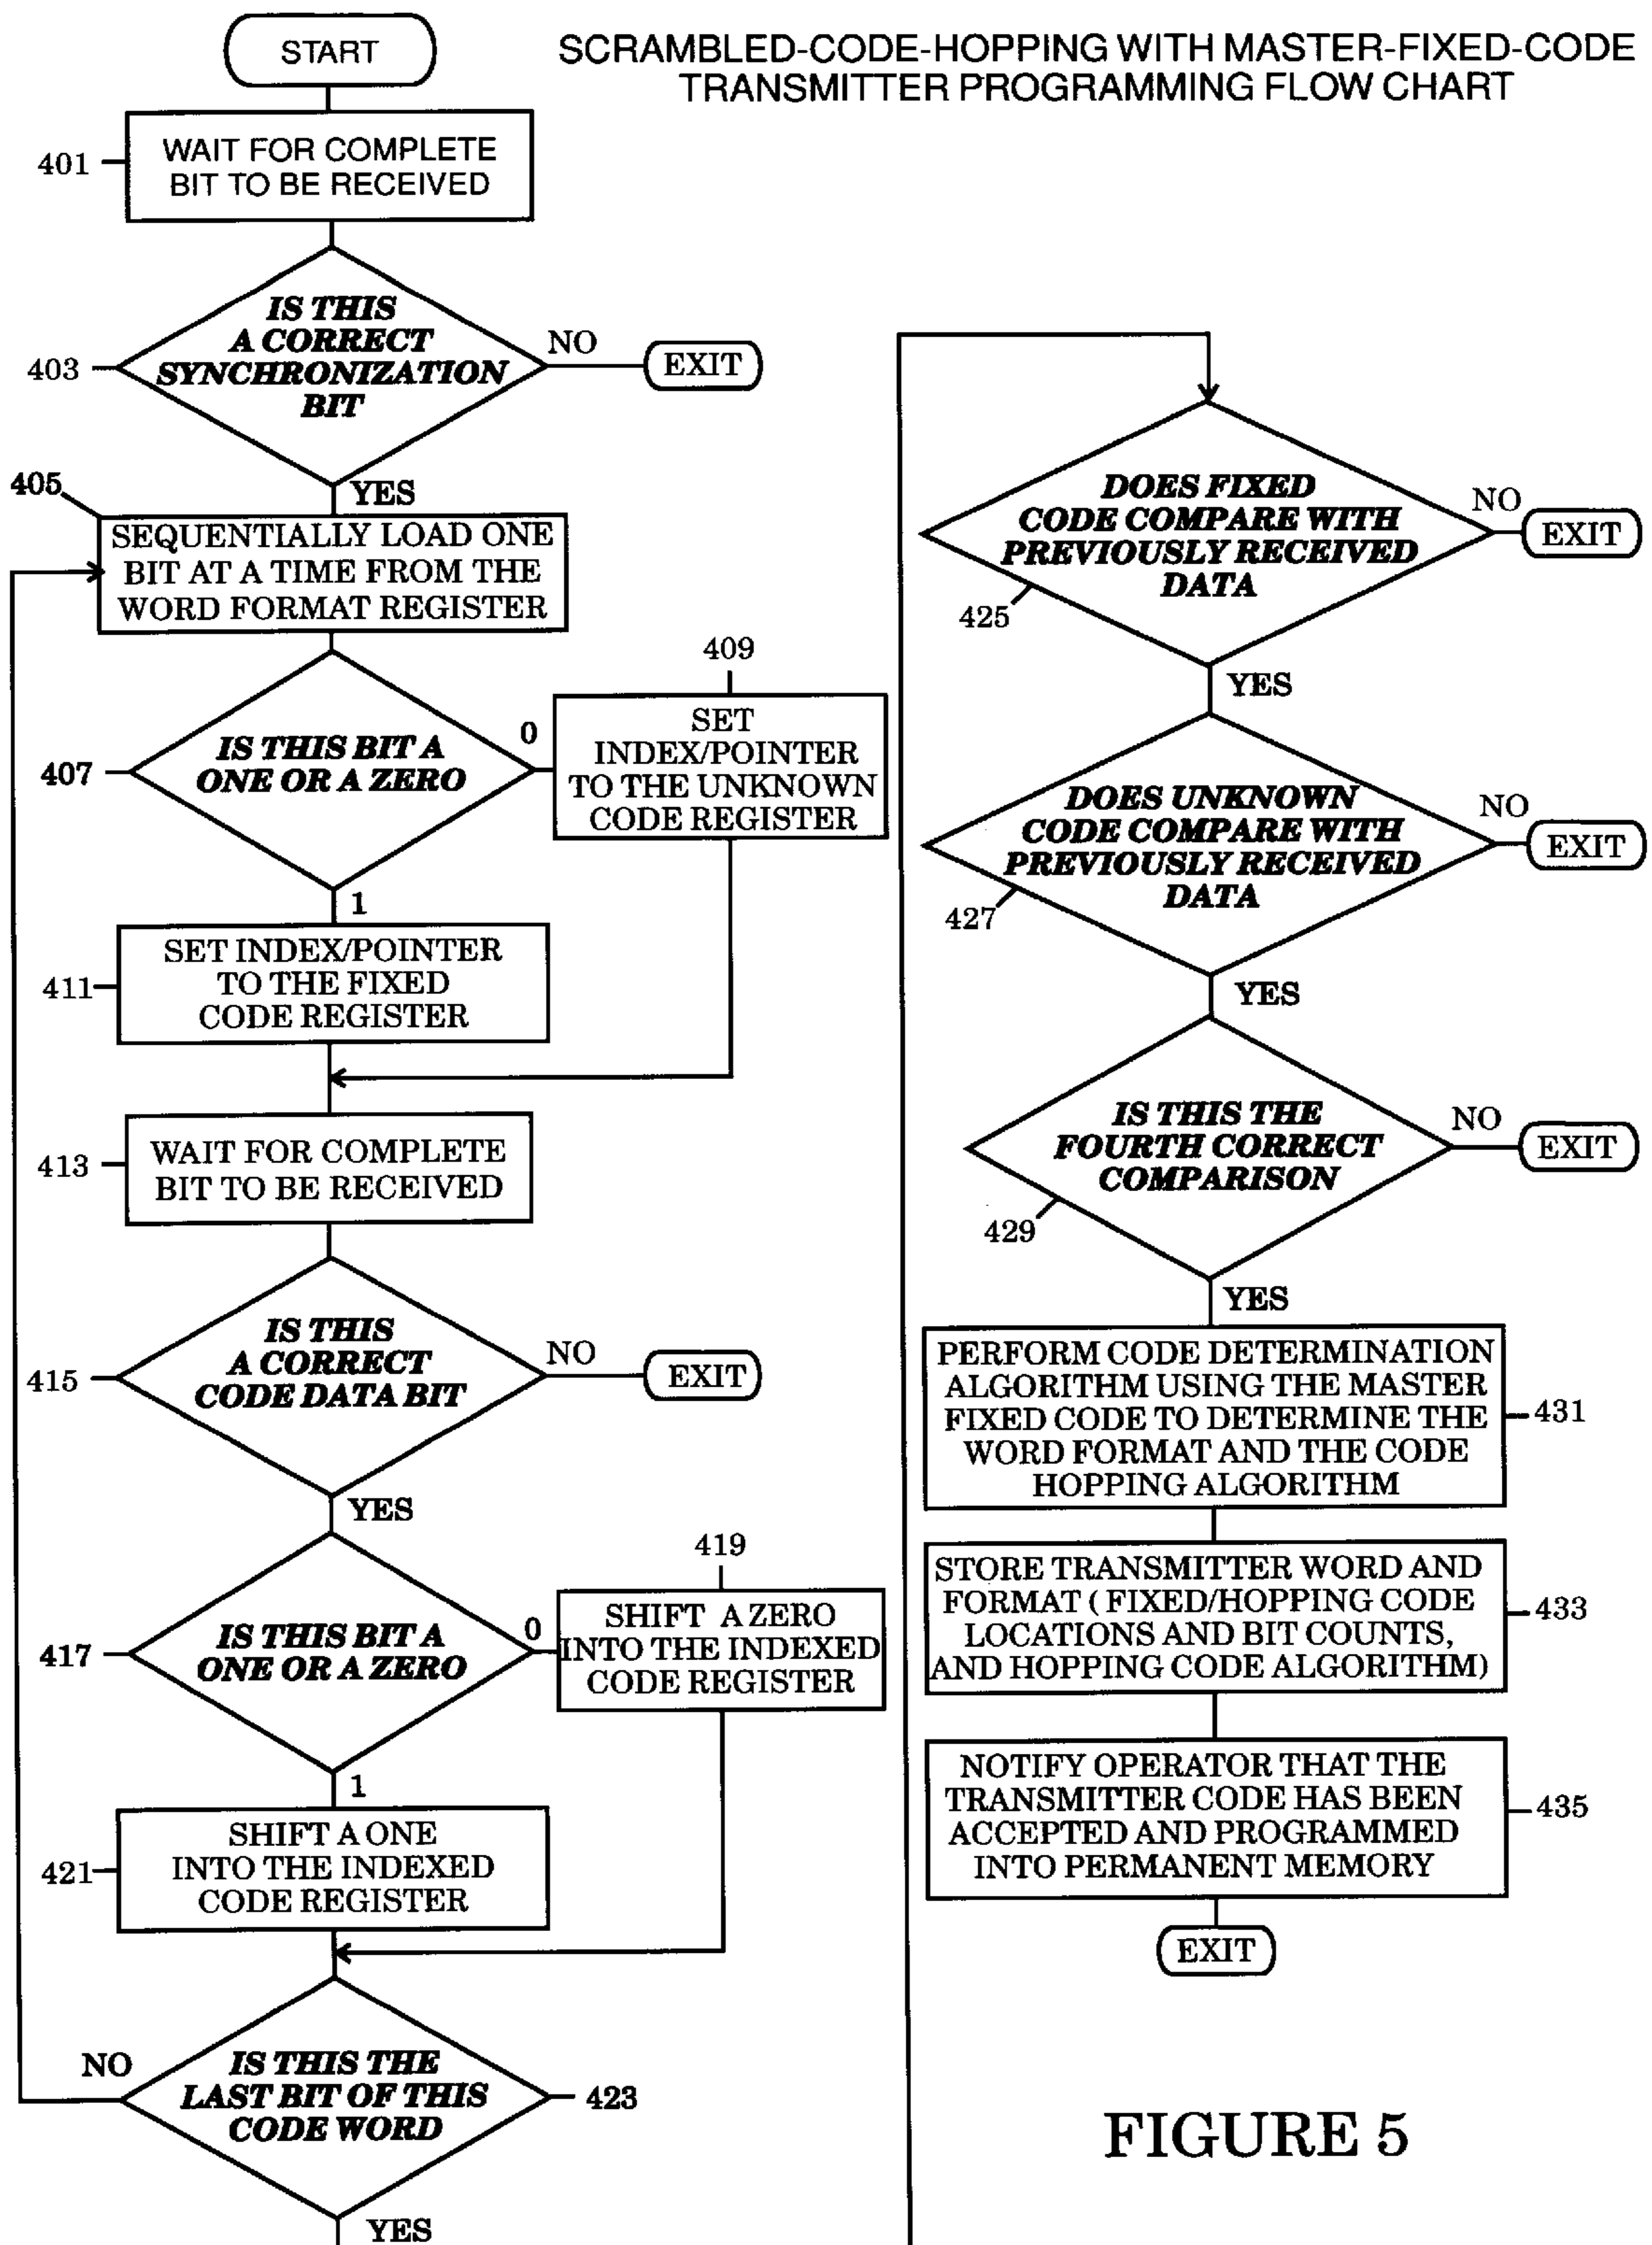 START
SCRAMBLED-CODE-HOPPING WITH MASTER-FIXED-CODE
TRANSMITTER PROGRAMMING FLOW CHART
401
WAIT FOR COMPLETE
BIT TO BE RECEIVED
403
IS THIS
A CORRECT
SYNCHRONIZATION
BIT
NO
EXIT
YES
405
SEQUENTIALLY LOAD ONE
BIT AT A TIME FROM THE
WORD FORMAT REGISTER
407
IS THIS BIT A
ONE OR A ZERO
0
409
SET
INDEX/POINTER
TO THE UNKNOWN
CODE REGISTER
1
411
SET INDEX/POINTER
TO THE FIXED
CODE REGISTER
413
WAIT FOR COMPLETE
BIT TO BE RECEIVED
415
IS THIS
A CORRECT
CODE DATA BIT
NO
EXIT
YES
417
IS THIS BIT A
ONE OR A ZERO
0
419
SHIFT A ZERO
INTO THE INDEXED
CODE REGISTER
1
421
SHIFT A ONE
INTO THE INDEXED
CODE REGISTER
NO
IS THIS THE
LAST BIT OF THIS
CODE WORD
423
YES
DOES FIXED
CODE COMPARE WITH
PREVIOUSLY RECEIVED
DATA
NO
EXIT
425
YES
DOES UNKNOWN
CODE COMPARE WITH
PREVIOUSLY RECEIVED
DATA
NO
EXIT
427
YES
IS THIS THE
FOURTH CORRECT
COMPARISON
NO
EXIT
429
YES
PERFORM CODE DETERMINATION
ALGORITHM USING THE MASTER
FIXED CODE TO DETERMINE THE
WORD FORMAT AND THE CODE
HOPPING ALGORITHM
431
STORE TRANSMITTER WORD AND
FORMAT ( FIXED/HOPPING CODE
LOCATIONS AND BIT COUNTS,
AND HOPPING CODE ALGORITHM)
433
NOTIFY OPERATOR THAT THE
TRANSMITTER CODE HAS BEEN
ACCEPTED AND PROGRAMMED
INTO PERMANENT MEMORY
435
EXIT
FIGURE 5